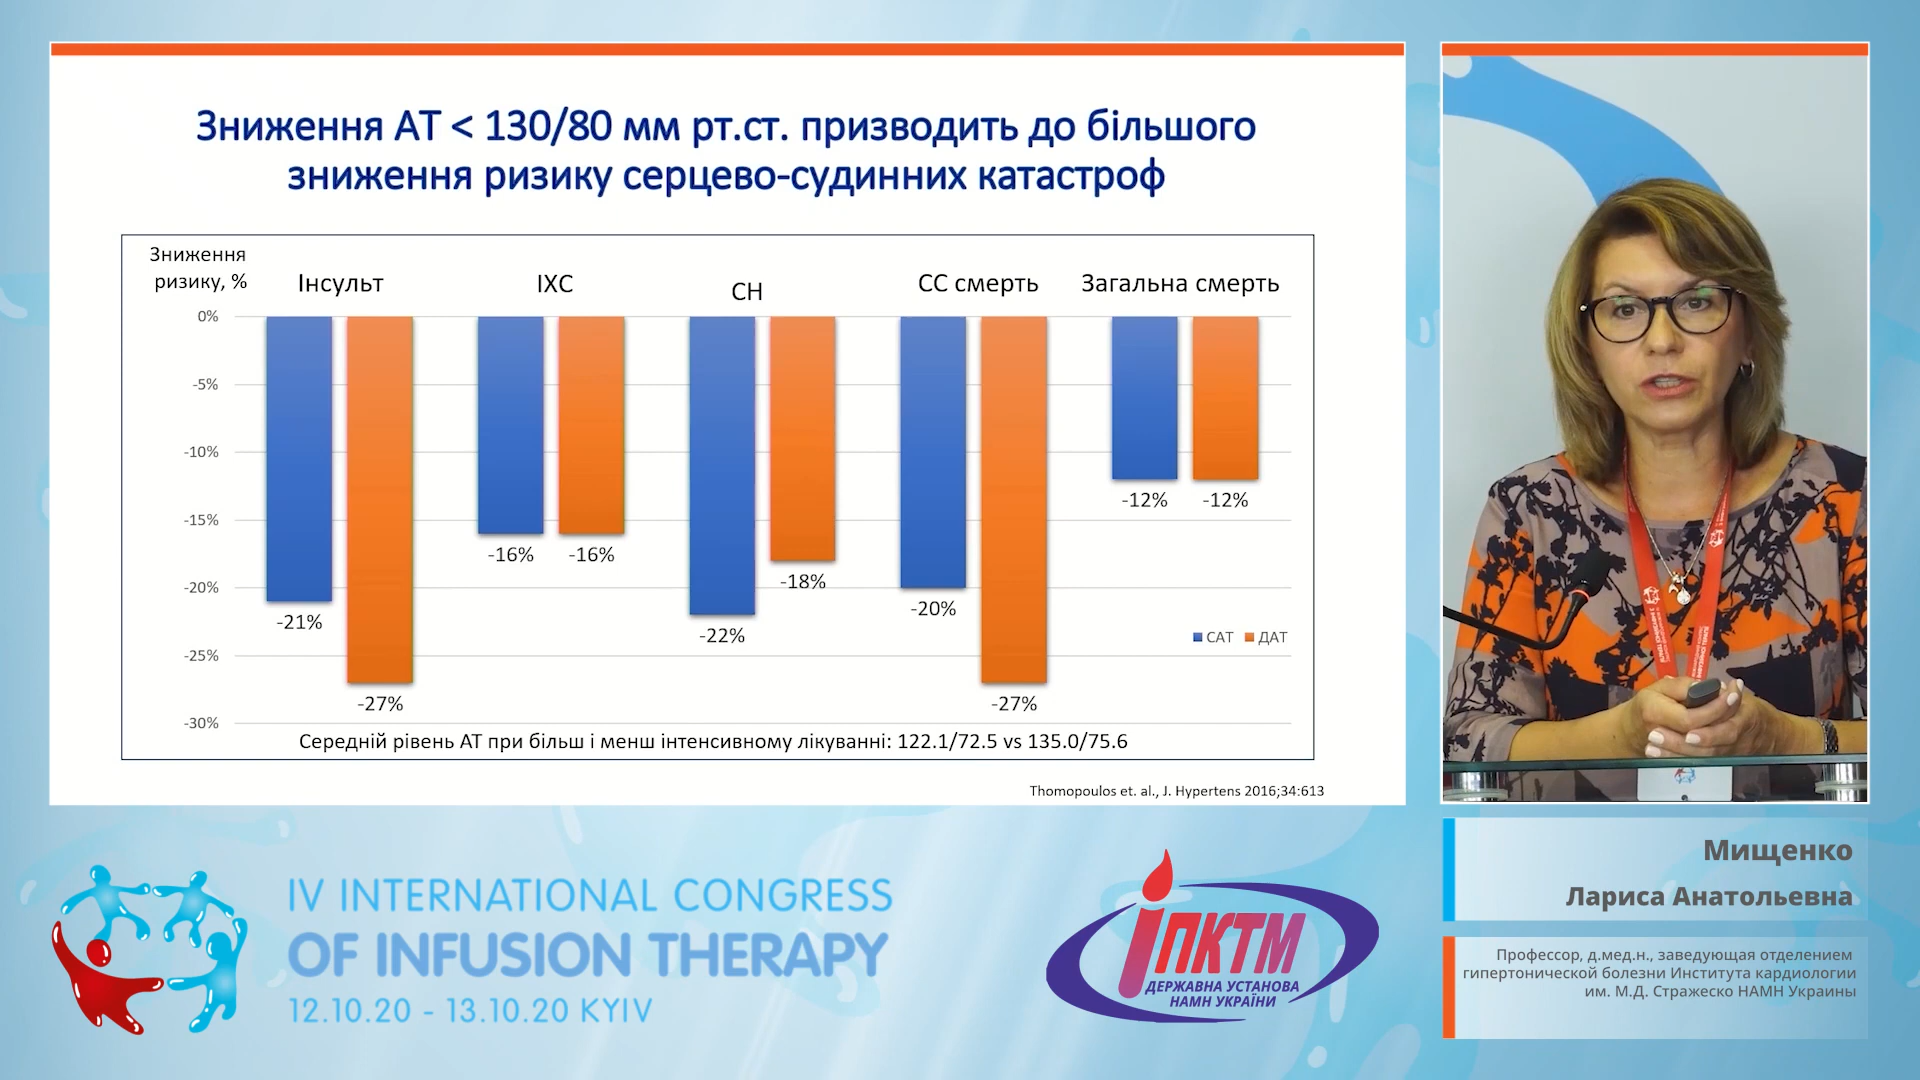 Зниження АТ < 130/80 мм рт.ст. призводить до більшого
зниження ризику серцево-судинних катастроф
Зниження
ризику, %
Інсульт
ІХС
СН
СС смерть
Загальна смерть
0%
-5%
-10%
-15%
-20%
-25%
-30%
-21%
-27%
-16%
-16%
-22%
-18%
-20%
-27%
-12%
-12%
САТ
ДАТ
Середній рівень АТ при більш і менш інтенсивному лікуванні: 122.1/72.5 vs 135.0/75.6
Thomopoulos et. al., J. Hypertens 2016;34:613
IV INTERNATIONAL CONGRESS
OF INFUSION THERAPY
12.10.20 - 13.10.20 KYIV
ІПКТМ
ДЕРЖАВНА УСТАНОВА
НАМН УКРАЇНИ
Мищенко
Лариса Анатольевна
Профессор, д.мед.н., заведующая отделением
гипертонической болезни Института кардиологии
им. М.Д. Стражеско НАМН Украины